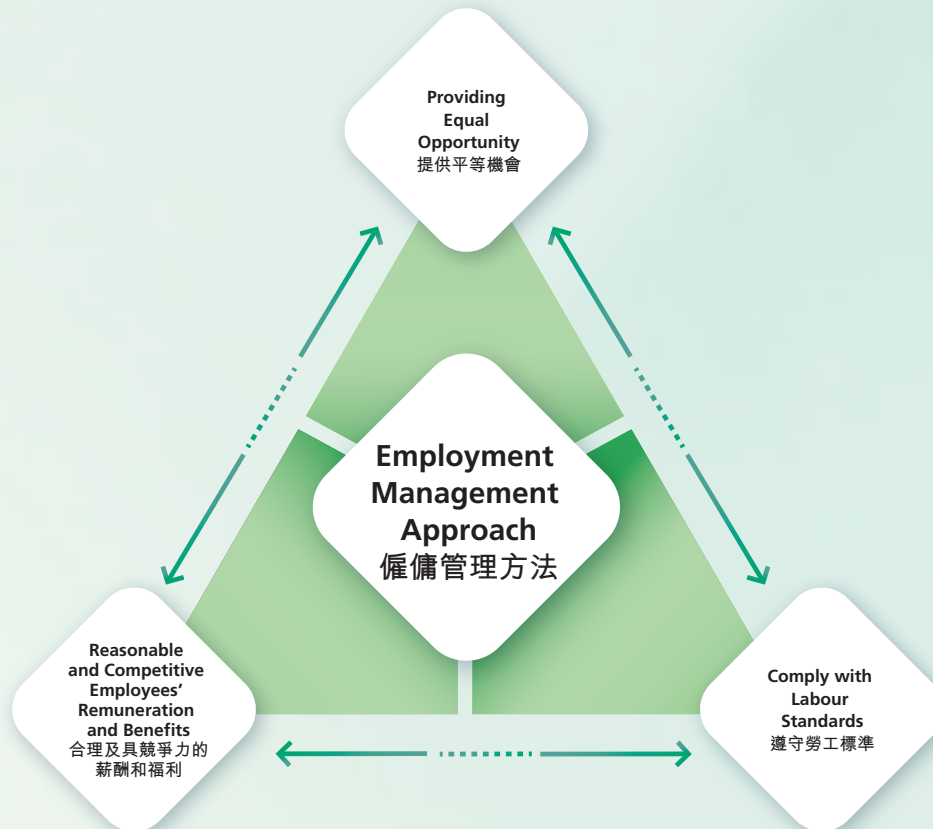 Providing
Equal
Opportunity
提供平等機會
Employment
Management
Approach
僱傭管理方法
Reasonable
and Competitive
Employees’
Remuneration
and Benefits
合理及具競爭力的
薪酬和福利
Comply with
Labour
Standards
遵守勞工標準